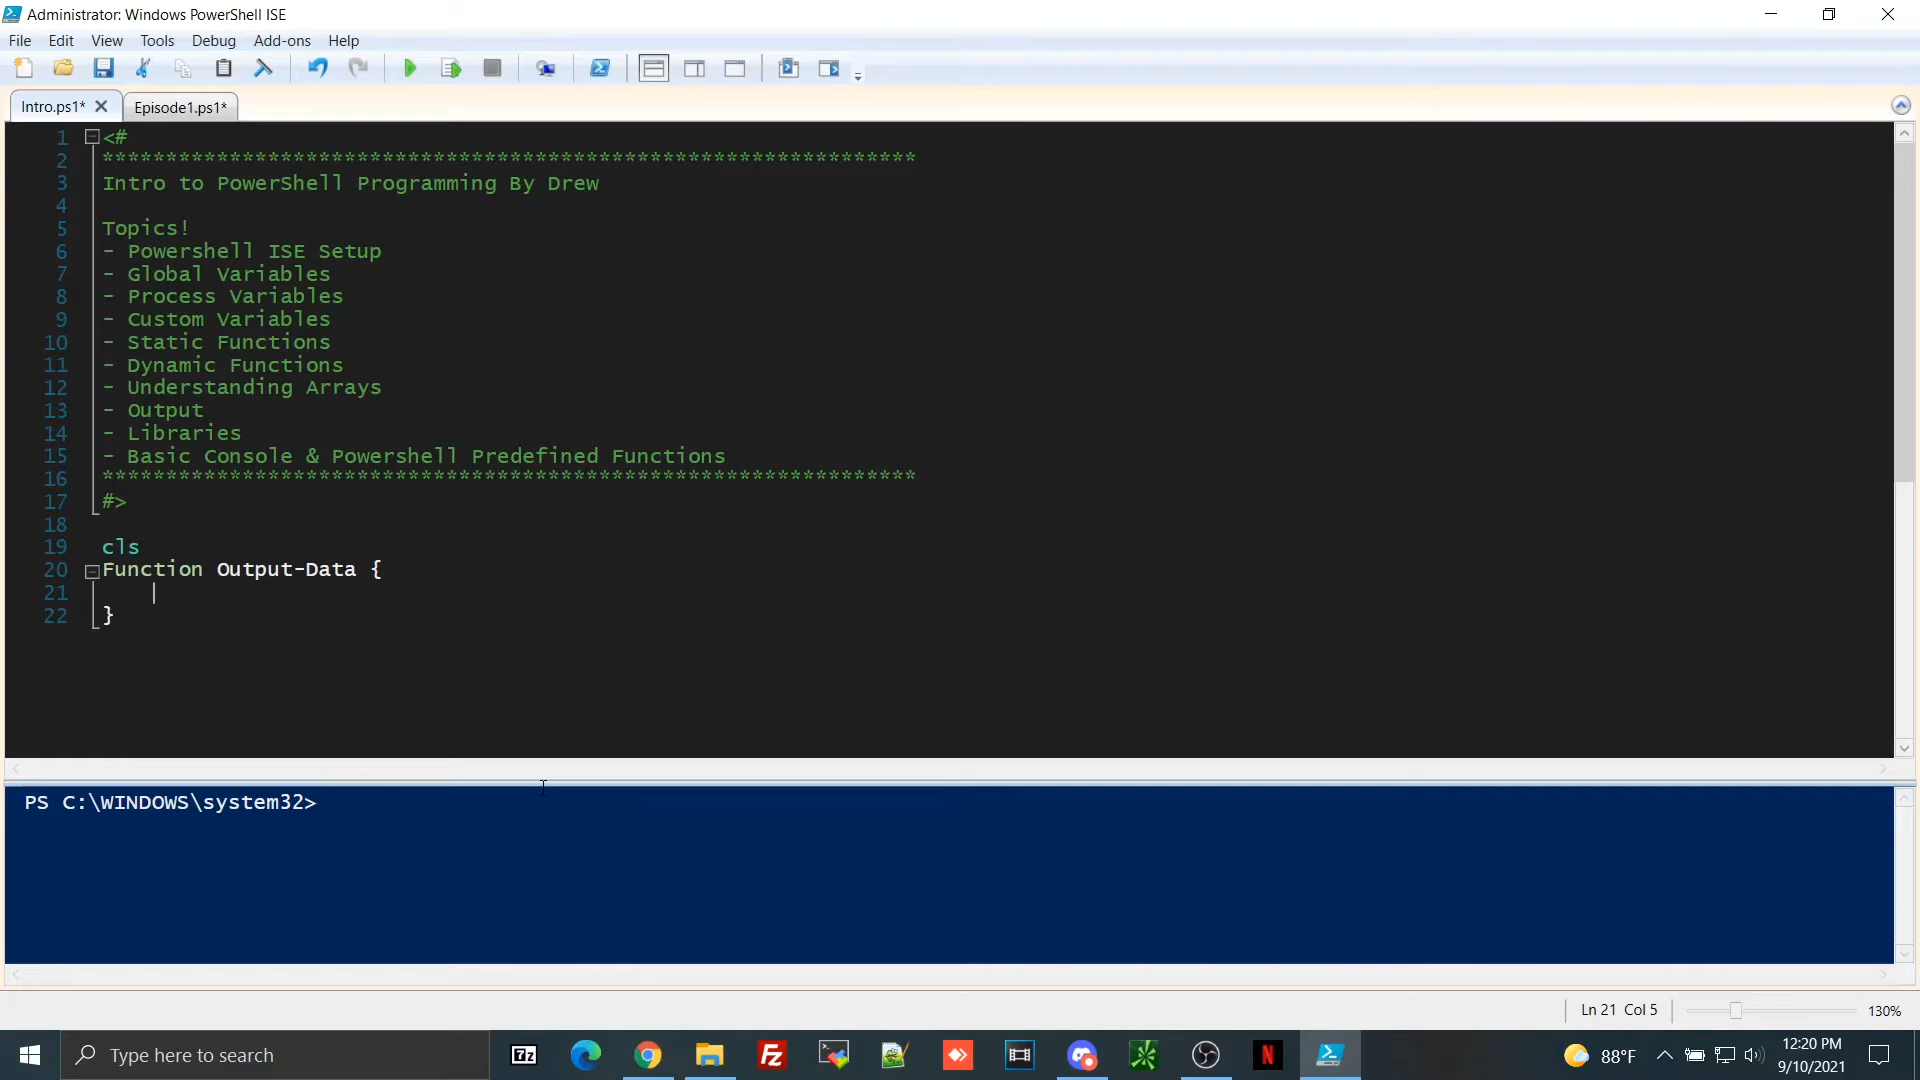 Administrator: Windows PowerShell ISE
File Edit View Tools Debug Add-ons Help
Intro.ps1* Episode1.ps1*
1 <#
2 ****************************************************************
3 Intro to PowerShell Programming By Drew
4
5 Topics!
6 - Powershell ISE Setup
7 - Global Variables
8 - Process Variables
9 - Custom Variables
10 - Static Functions
11 - Dynamic Functions
12 - Understanding Arrays
13 - Output
14 - Libraries
15 - Basic Console & Powershell Predefined Functions
16 ****************************************************************
17 #>
18
19 cls
20 Function Output-Data {
21
22 }
PS C:\WINDOWS\system32>
Ln 21 Col 5 130%
Type here to search
7z
Fz
N
88°F
12:20 PM
9/10/2021